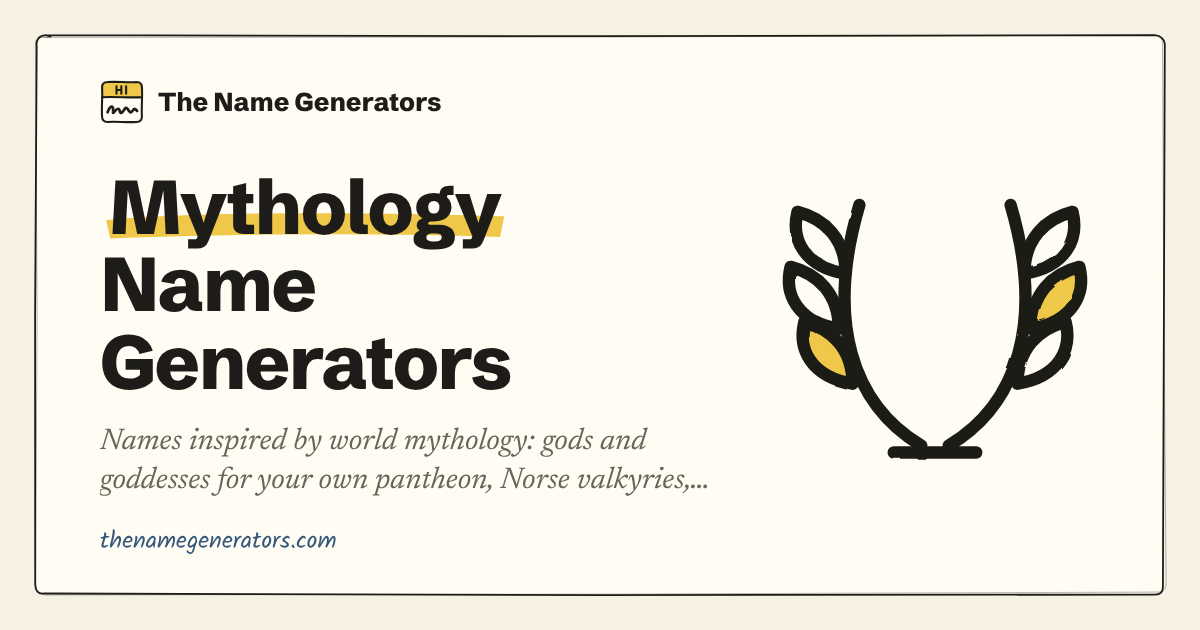 HI
The Name Generators
Mythology
Name
Generators
Names inspired by world mythology: gods and
goddesses for your own pantheon, Norse valkyries,...
thenamegenerators.com